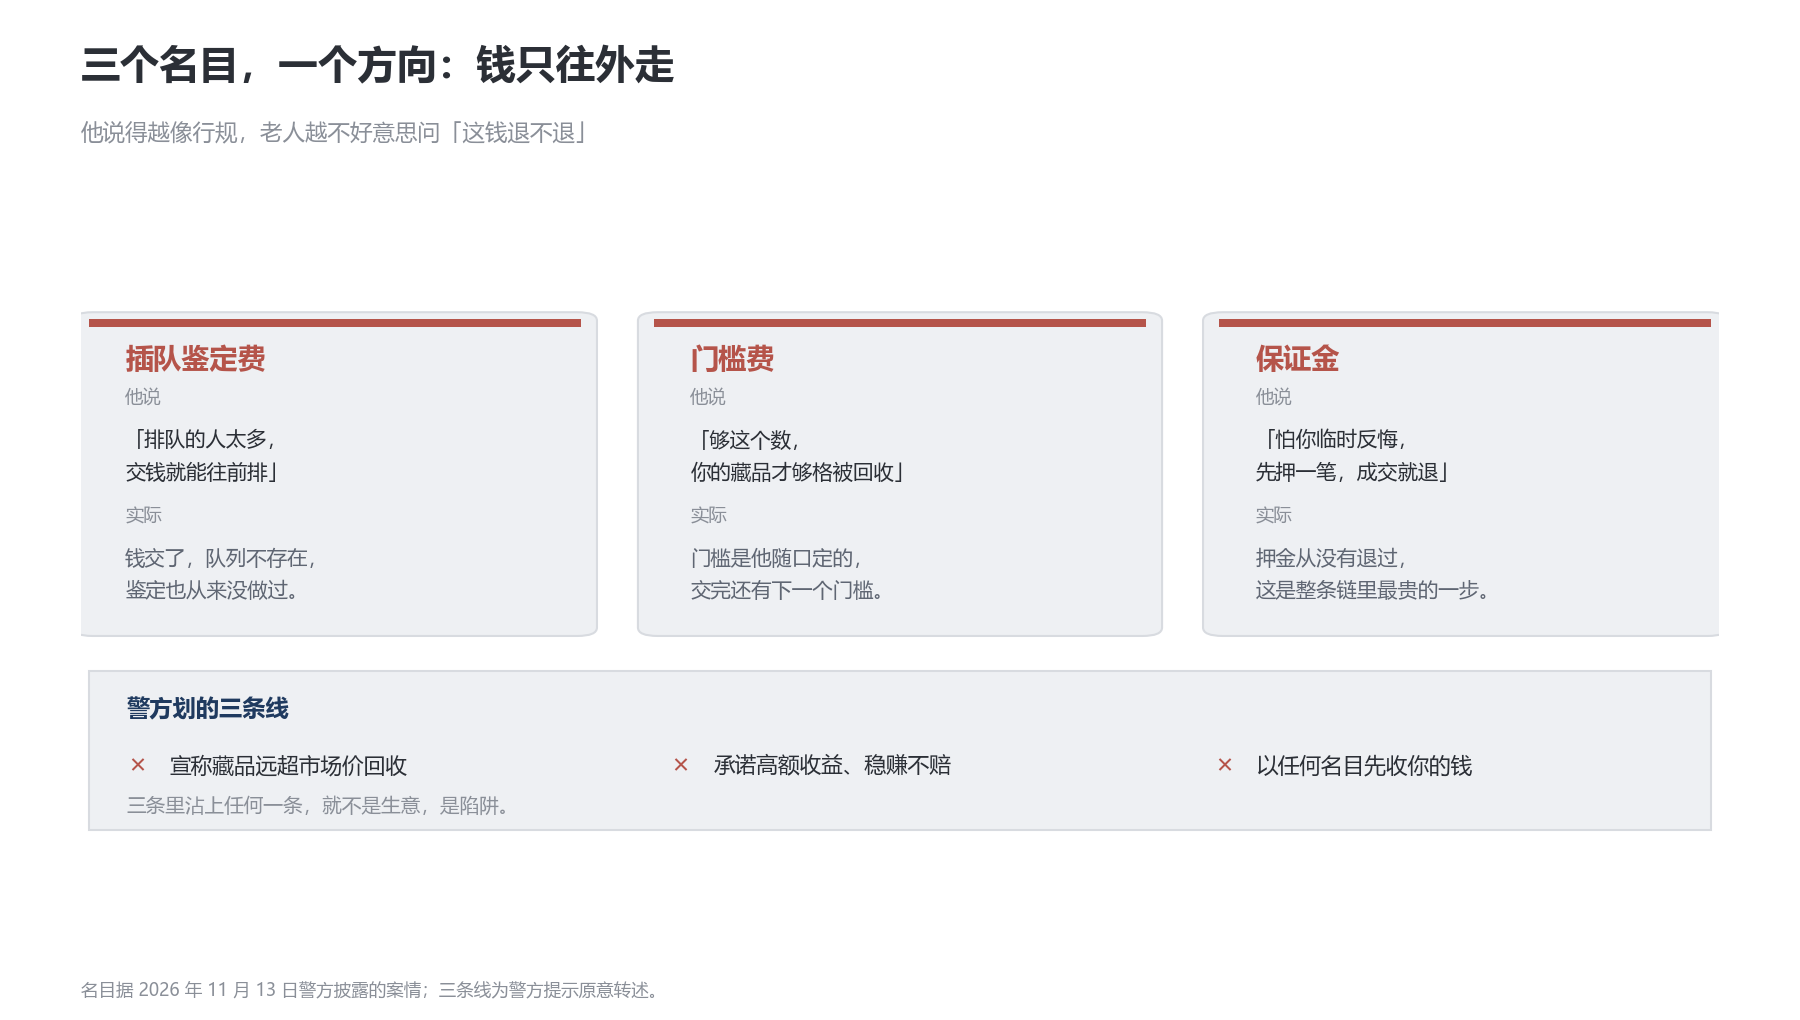 三个名目，一个方向：钱只往外走
他说得越像行规，老人越不好意思问「这钱退不退」
插队鉴定费
他说
「排队的人太多，
交钱就能往前排」
实际
钱交了，队列不存在，
鉴定也从来没做过。
门槛费
他说
「够这个数，
你的藏品才够格被回收」
实际
门槛是他随口定的，
交完还有下一个门槛。
保证金
他说
「怕你临时反悔，
先押一笔，成交就退」
实际
押金从没有退过，
这是整条链里最贵的一步。
警方划的三条线
× 宣称藏品远超市场价回收
× 承诺高额收益、稳赚不赔
× 以任何名目先收你的钱
三条里沾上任何一条，就不是生意，是陷阱。
名目据 2026 年 11 月 13 日警方披露的案情；三条线为警方提示原意转述。